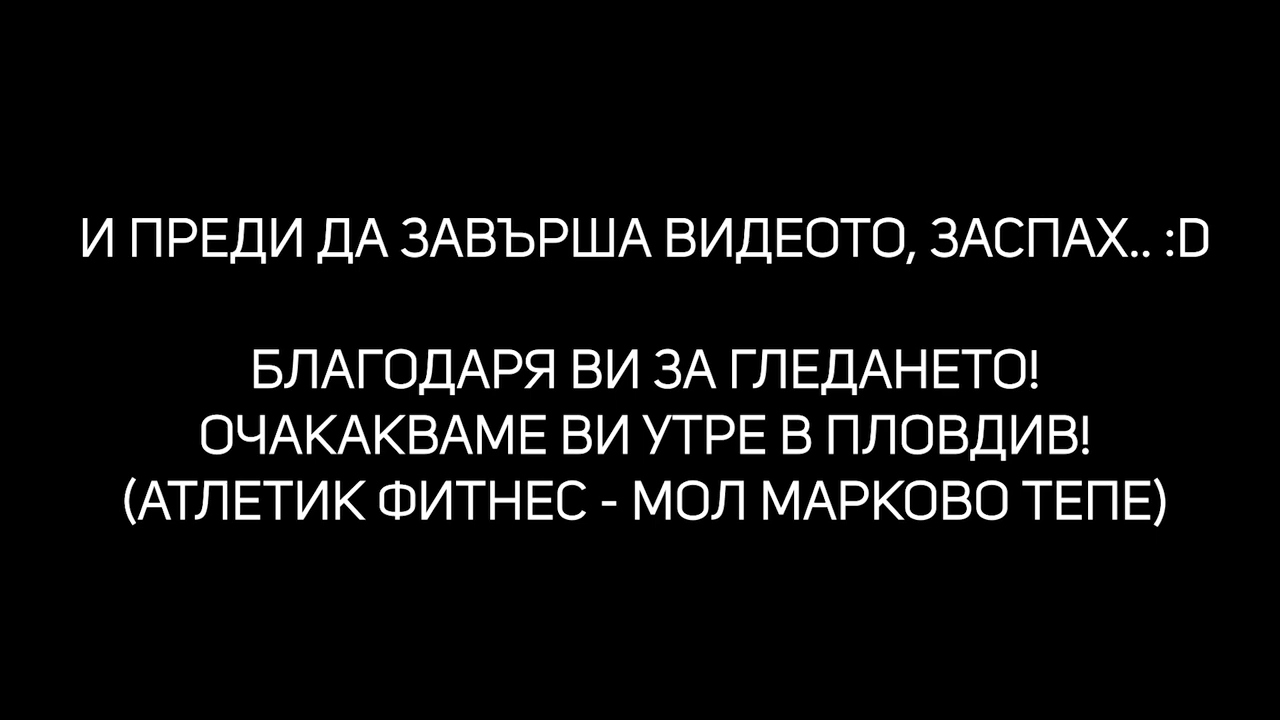 И ПРЕДИ ДА ЗАВЪРША ВИДЕОТО, ЗАСПАХ.. :D
БЛАГОДАРЯ ВИ ЗА ГЛЕДАНЕТО!
ОЧАКАКВАМЕ ВИ УТРЕ В ПЛОВДИВ!
(АТЛЕТИК ФИТНЕС - МОЛ МАРКОВО ТЕПЕ)